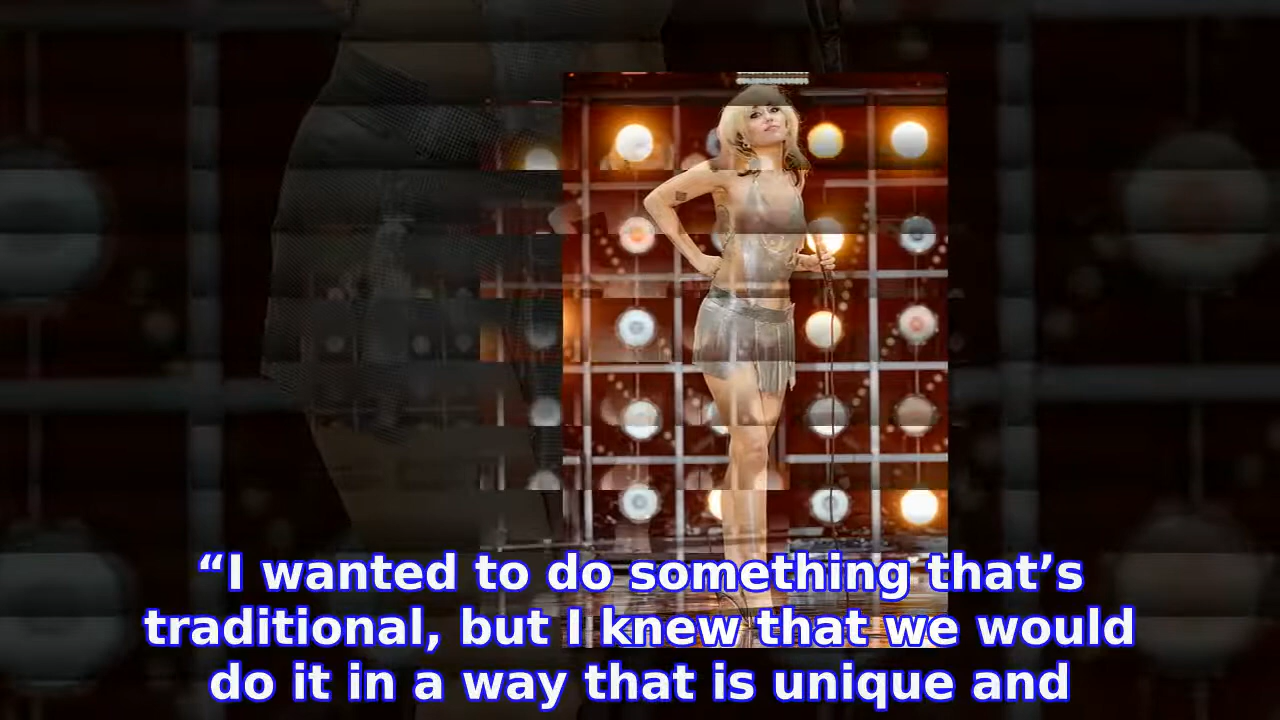 “I wanted to do something that’s
traditional, but I knew that we would
do it in a way that is unique and